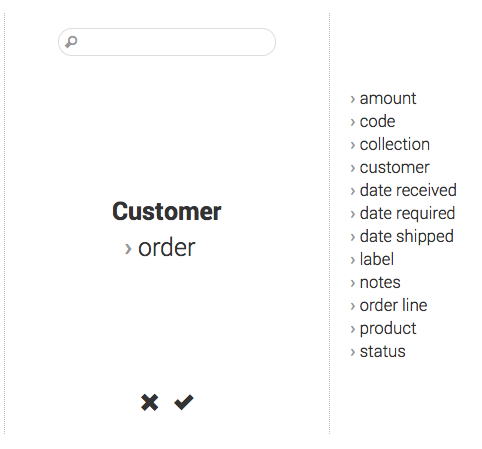 Customer
› order
› amount
› code
› collection
› customer
› date received
› date required
› date shipped
› label
› notes
› order line
› product
› status